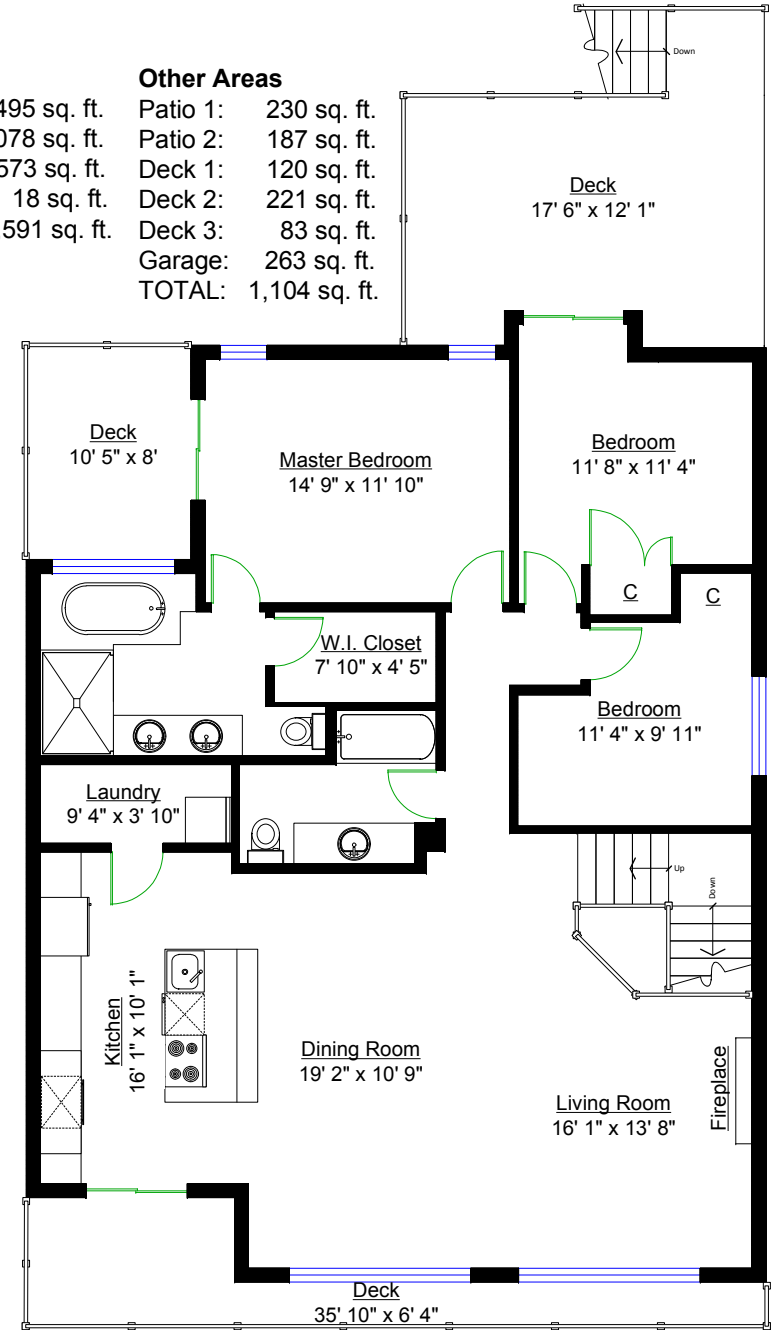 Down
Other Areas
495 sq. ft. Patio 1: 230 sq. ft.
078 sq. ft. Patio 2: 187 sq. ft.
573 sq. ft. Deck 1: 120 sq. ft.
18 sq. ft. Deck 2: 221 sq. ft.
591 sq. ft. Deck 3: 83 sq. ft.
Garage: 263 sq. ft.
TOTAL: 1,104 sq. ft.
Deck
17' 6" x 12' 1"
Deck
10' 5" x 8'
Master Bedroom
14' 9" x 11' 10"
Bedroom
11' 8" x 11' 4"
C
C
W.I. Closet
7' 10" x 4' 5"
Bedroom
11' 4" x 9' 11"
Laundry
9' 4" x 3' 10"
Up
Down
Kitchen
16' 1" x 10' 1"
Dining Room
19' 2" x 10' 9"
Living Room
16' 1" x 13' 8"
Fireplace
Deck
35' 10" x 6' 4"